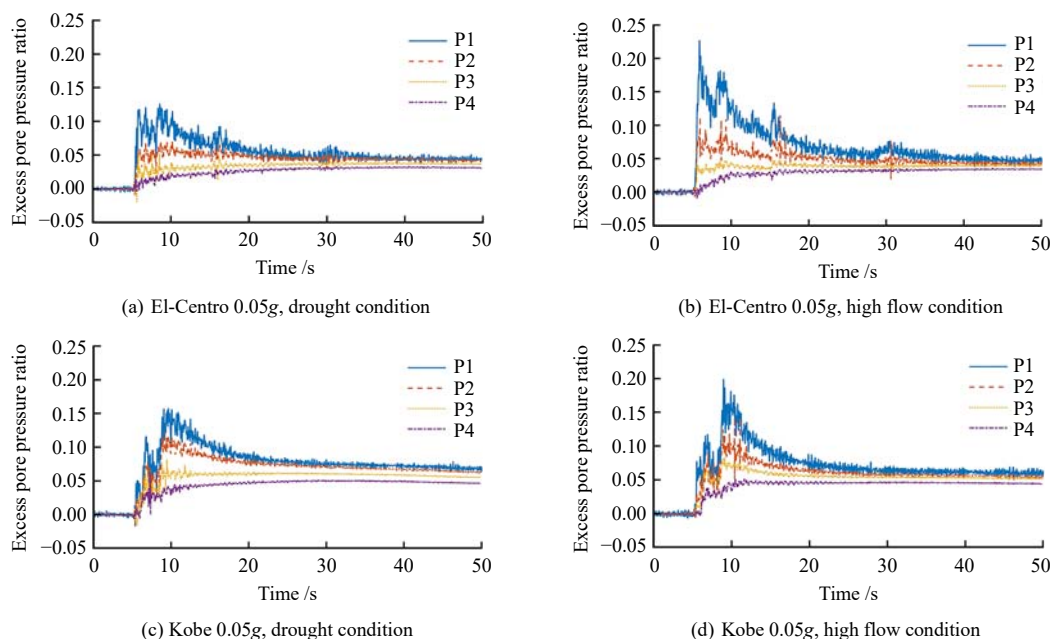 Excess pore pressure ratio
0.25
0.20
0.15
0.10
0.05
0.00
−0.05
P1
P2
P3
P4
0 10 20 30 40 50
Time /s
(a) El-Centro 0.05g, drought condition
Excess pore pressure ratio
0.25
0.20
0.15
0.10
0.05
0.00
−0.05
P1
P2
P3
P4
0 10 20 30 40 50
Time /s
(b) El-Centro 0.05g, high flow condition
Excess pore pressure ratio
0.25
0.20
0.15
0.10
0.05
0.00
−0.05
P1
P2
P3
P4
0 10 20 30 40 50
Time /s
(c) Kobe 0.05g, drought condition
Excess pore pressure ratio
0.25
0.20
0.15
0.10
0.05
0.00
−0.05
P1
P2
P3
P4
0 10 20 30 40 50
Time /s
(d) Kobe 0.05g, high flow condition